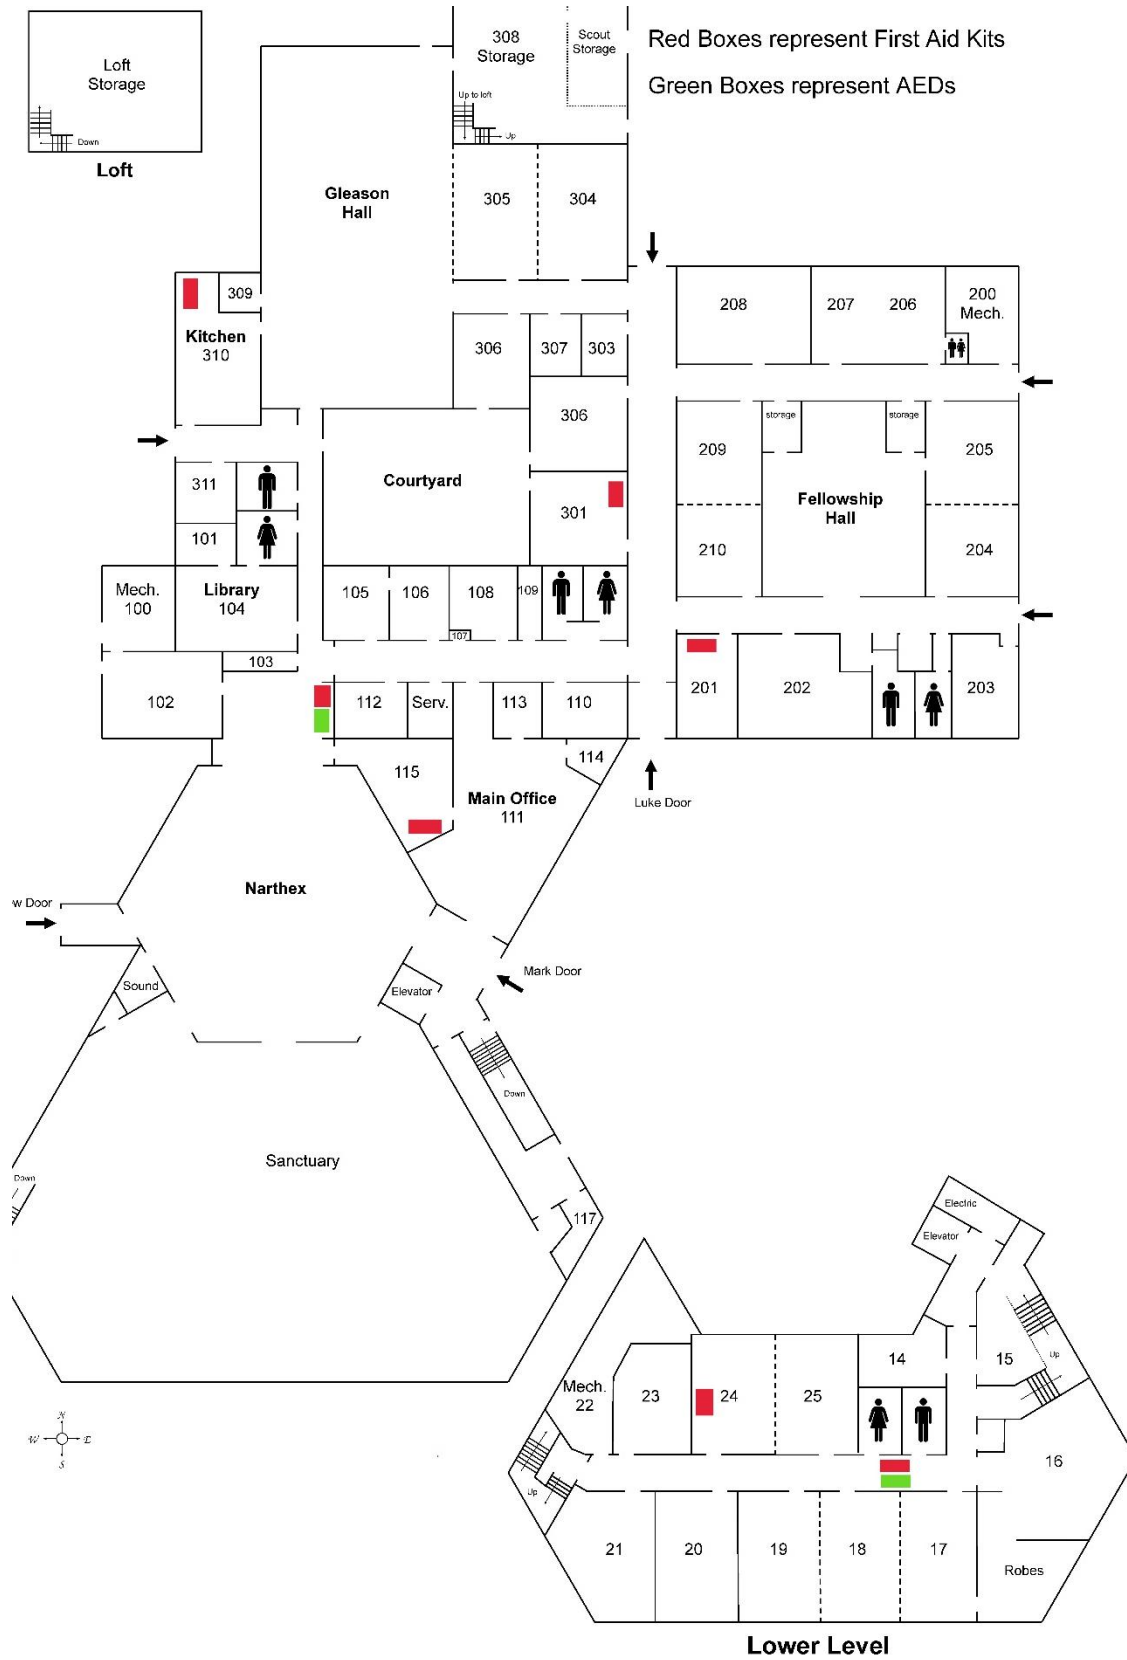 Loft
Storage
Down
Loft
308
Storage
Scout
Storage
Up to loft
Up
Red Boxes represent First Aid Kits
Green Boxes represent AEDs
Gleason
Hall
305
304
309
Kitchen
310
306
307
303
306
208
207
206
200
Mech.
storage
storage
209
205
Fellowship
Hall
210
204
Courtyard
301
311
101
Mech.
100
Library
104
105
106
108
107
109
103
102
112
Serv.
113
110
201
202
203
115
114
Main Office
111
Luke Door
Narthex
w Door
Mark Door
Sound
Elevator
Down
Sanctuary
Down
117
Electric
Elevator
Up
15
14
Mech.
22
23
24
25
16
Up
21
20
19
18
17
Robes
Lower Level
N
W
E
S